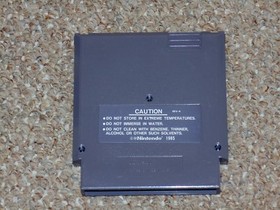 CAUTION
●DO NOT STORE IN EXTREME TEMPERATURES.
●DO NOT IMMERSE IN WATER.
●DO NOT CLEAN WITH BENZENE, THINNER,
ALCOHOL OR OTHER SUCH SOLVENTS.
©Nintendo 1985